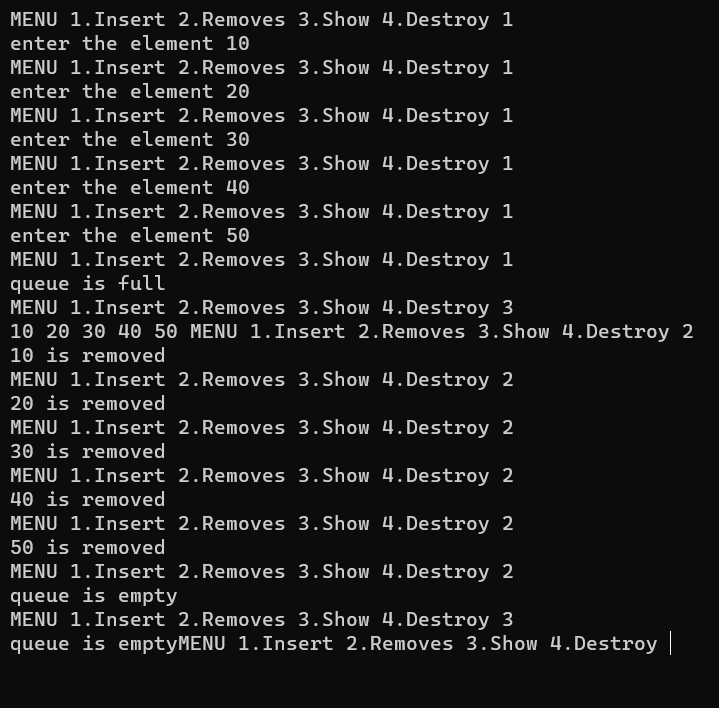 MENU 1.Insert 2.Removes 3.Show 4.Destroy 1
enter the element 10
MENU 1.Insert 2.Removes 3.Show 4.Destroy 1
enter the element 20
MENU 1.Insert 2.Removes 3.Show 4.Destroy 1
enter the element 30
MENU 1.Insert 2.Removes 3.Show 4.Destroy 1
enter the element 40
MENU 1.Insert 2.Removes 3.Show 4.Destroy 1
enter the element 50
MENU 1.Insert 2.Removes 3.Show 4.Destroy 1
queue is full
MENU 1.Insert 2.Removes 3.Show 4.Destroy 3
10 20 30 40 50 MENU 1.Insert 2.Removes 3.Show 4.Destroy 2
10 is removed
MENU 1.Insert 2.Removes 3.Show 4.Destroy 2
20 is removed
MENU 1.Insert 2.Removes 3.Show 4.Destroy 2
30 is removed
MENU 1.Insert 2.Removes 3.Show 4.Destroy 2
40 is removed
MENU 1.Insert 2.Removes 3.Show 4.Destroy 2
50 is removed
MENU 1.Insert 2.Removes 3.Show 4.Destroy 2
queue is empty
MENU 1.Insert 2.Removes 3.Show 4.Destroy 3
queue is emptyMENU 1.Insert 2.Removes 3.Show 4.Destroy